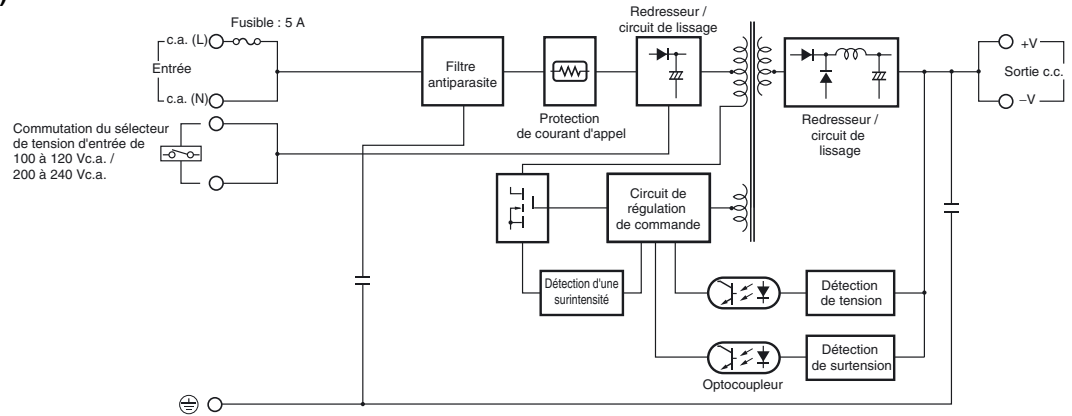 )
Fusible : 5 A
c.a. (L)
Entrée
c.a. (N)
Commutation du sélecteur
de tension d'entrée de
100 à 120 Vc.a. /
200 à 240 Vc.a.
Filtre
antiparasite
Protection
de courant d'appel
Redresseur /
circuit de lissage
Redresseur /
circuit de
lissage
+V
Sortie c.c.
–V
Circuit de
régulation
de commande
Détection d'une
surintensité
Détection
de tension
Détection
de surtension
Optocoupleur